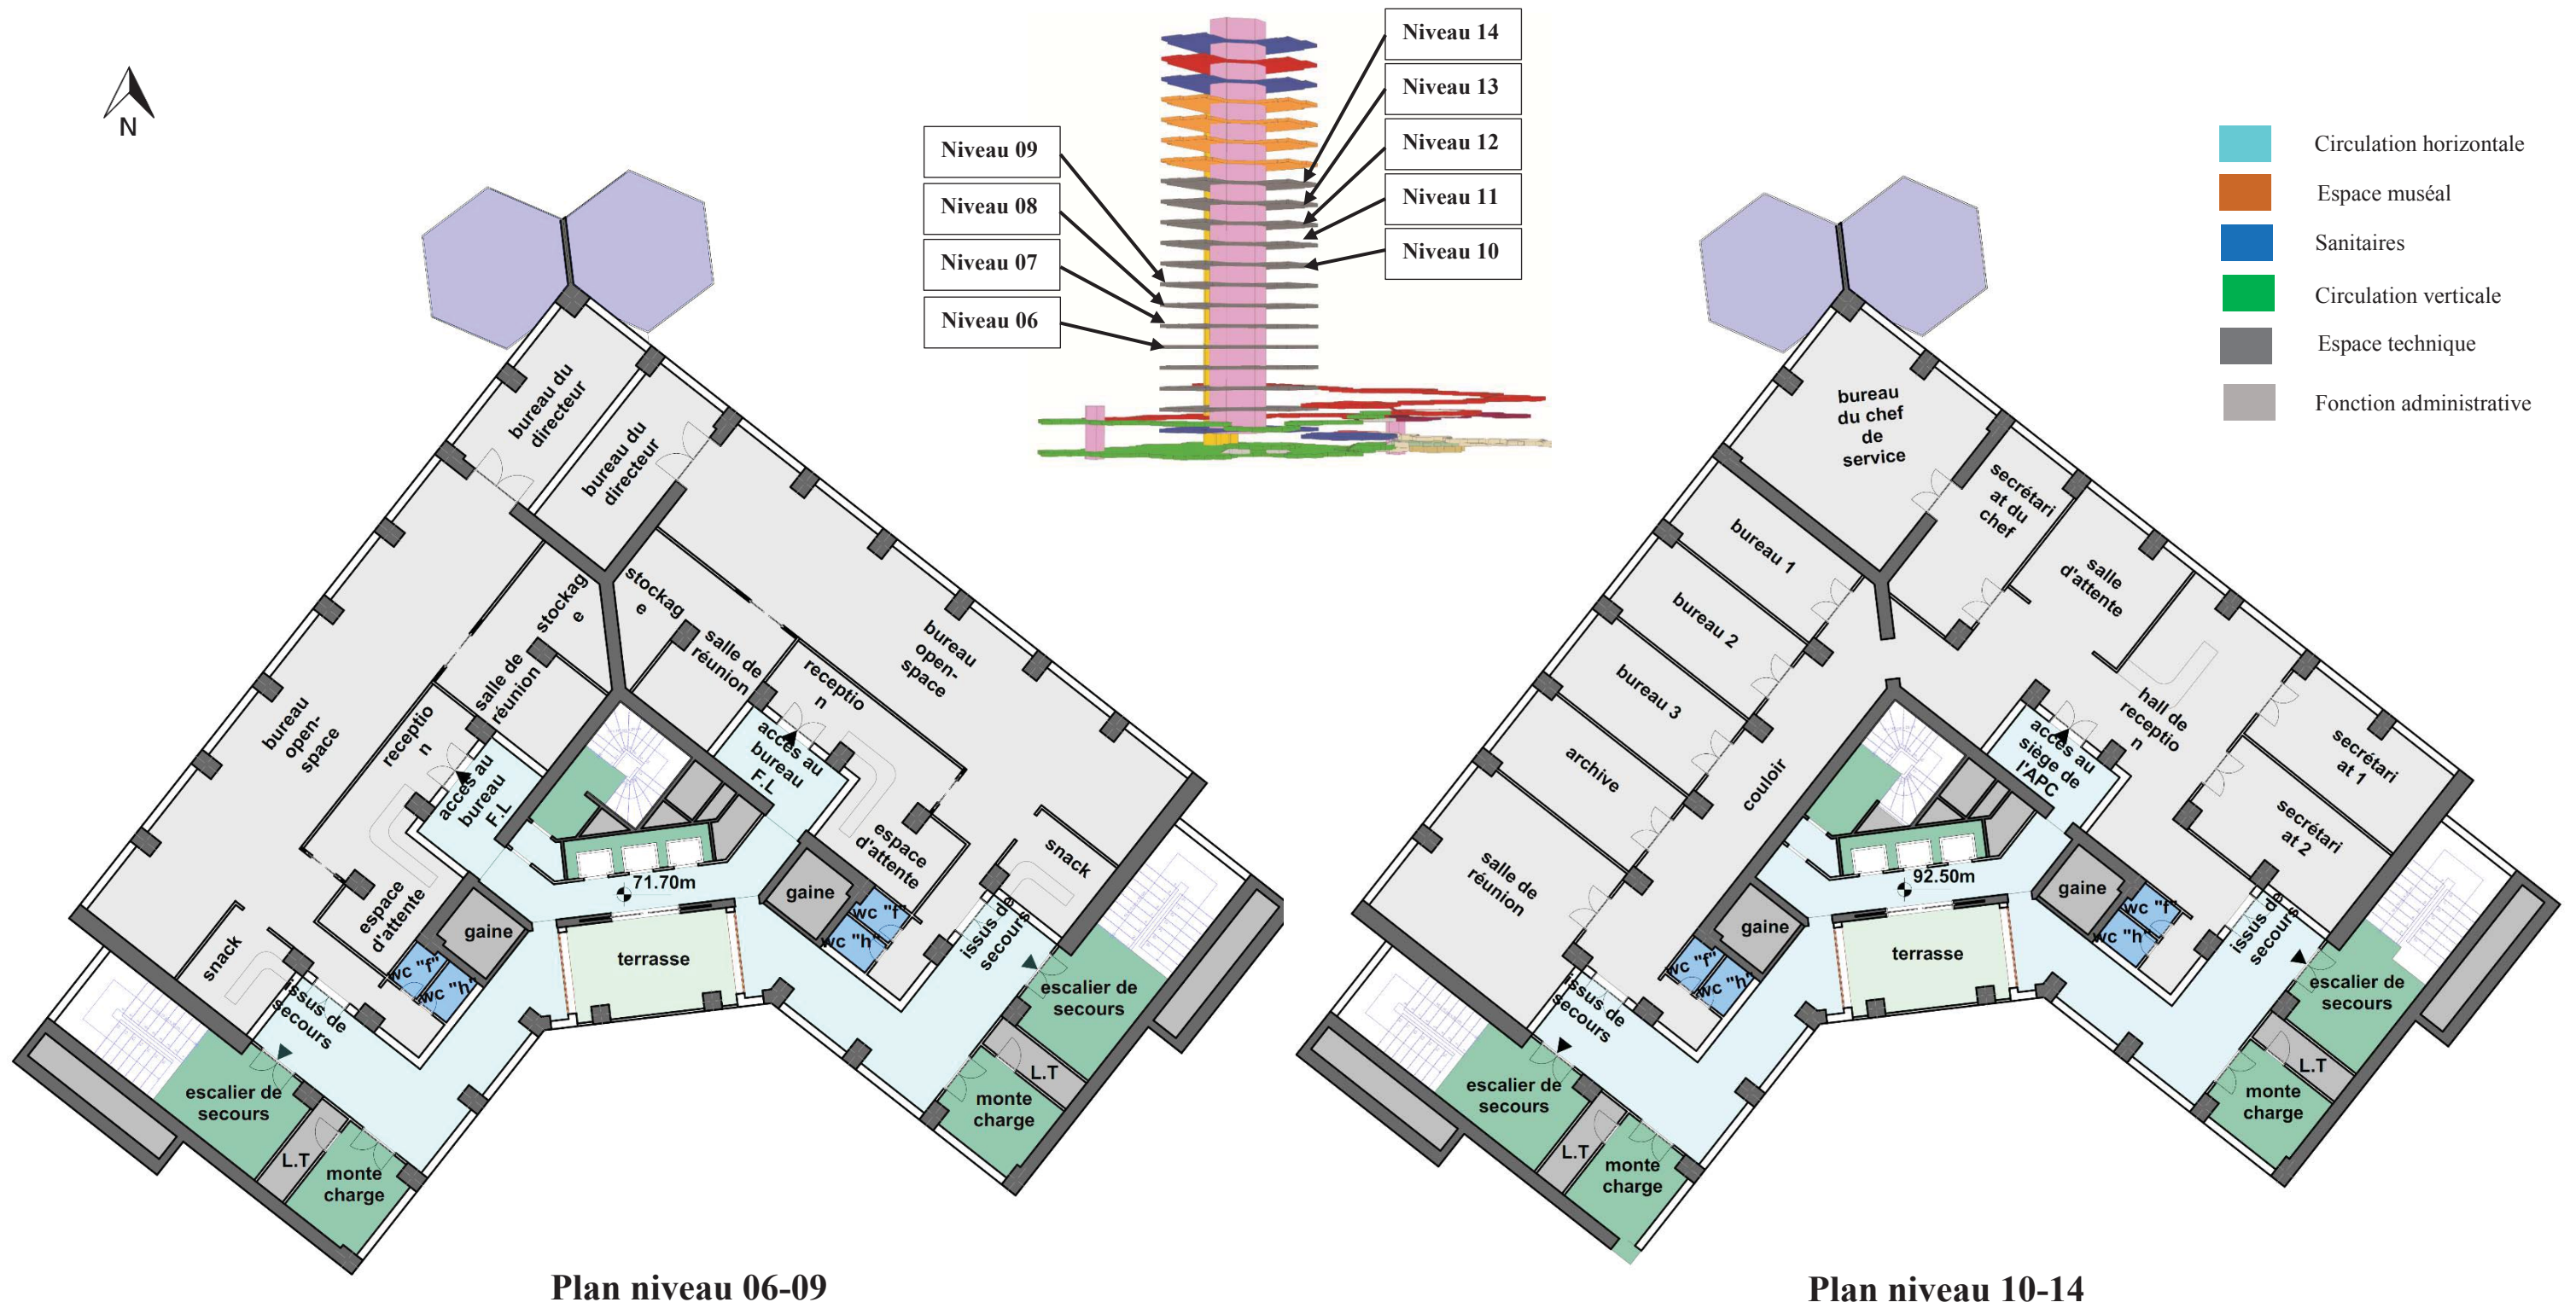 N
Niveau 09
Niveau 08
Niveau 07
Niveau 06
Niveau 14
Niveau 13
Niveau 12
Niveau 11
Niveau 10
Circulation horizontale
Espace muséal
Sanitaires
Circulation verticale
Espace technique
Fonction administrative
bureau du
directeur
bureau du
directeur
stockag
e
stockag
e
salle de
réunion
salle de
réunion
bureau
open-
space
bureau
open-
space
receptio
n
receptio
n
accès au
bureau
F.L
accès au
bureau
F.L
espace
d'attente
espace
d'attente
snack
snack
71.70m
gaine
gaine
wc "f"
wc "h"
wc "f"
wc "h"
terrasse
issus de
secours
issus de
secours
escalier de
secours
escalier de
secours
L.T
L.T
monte
charge
monte
charge
Plan niveau 06-09
bureau
du chef
de
service
secrétari
at du
chef
salle
d'attente
bureau 1
bureau 2
bureau 3
archive
salle de
réunion
couloir
hall de
receptio
n
accès au
siège de
l'APC
secrétari
at 1
secrétari
at 2
92.50m
gaine
gaine
wc "f"
wc "h"
wc "f"
wc "h"
terrasse
issus de
secours
issus de
secours
escalier de
secours
escalier de
secours
L.T
L.T
monte
charge
monte
charge
Plan niveau 10-14